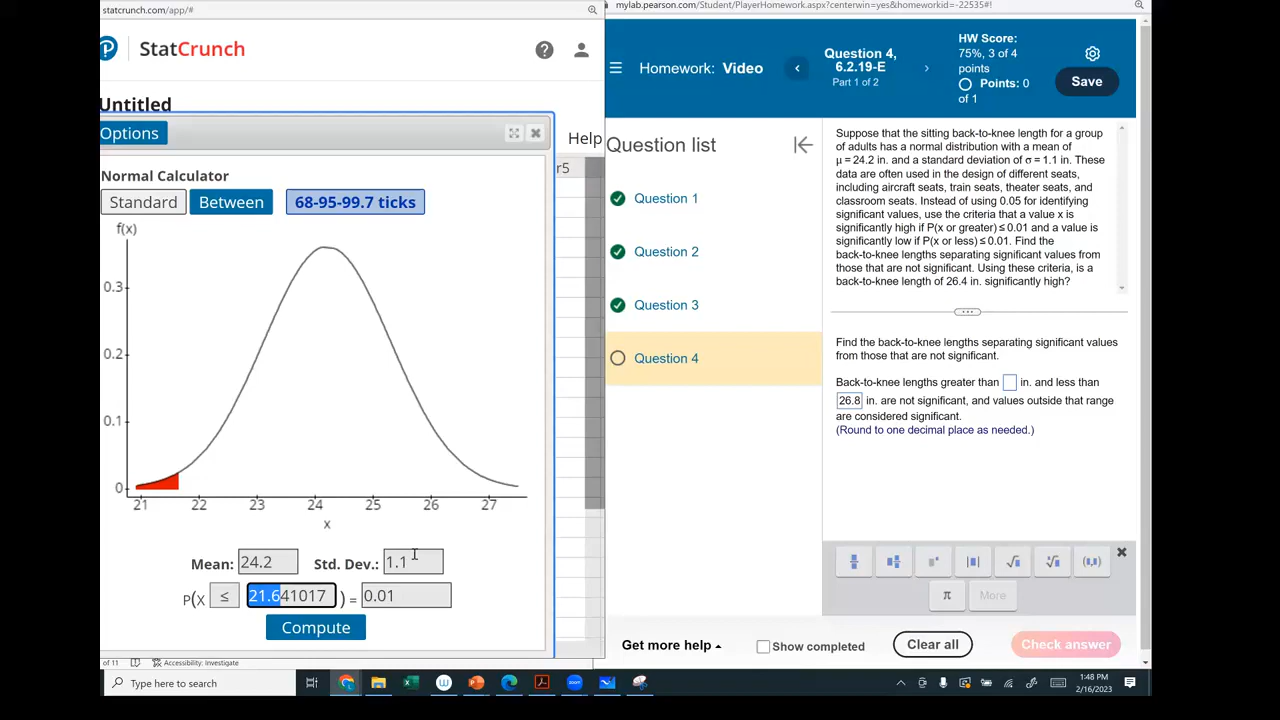 statcrunch.com/app/#
StatCrunch
Untitled
Options
Help
r5
Normal Calculator
Standard
Between
68-95-99.7 ticks
f(x)
0.3
0.2
0.1
0
21
22
23
24
25
26
27
x
Mean: 24.2 Std. Dev.: 1.1
P(X ≤ 21.641017 ) = 0.01
Compute
of 11
Accessibility: Investigate
mylab.pearson.com/Student/PlayerHomework.aspx?centerwin=yes&homeworkid=-22535#!
Homework: Video
Question 4,
6.2.19-E
Part 1 of 2
HW Score:
75%, 3 of 4
points
Points: 0
of 1
Save
Question list
Question 1
Question 2
Question 3
Question 4
Suppose that the sitting back-to-knee length for a group
of adults has a normal distribution with a mean of
μ = 24.2 in. and a standard deviation of σ = 1.1 in. These
data are often used in the design of different seats,
including aircraft seats, train seats, theater seats, and
classroom seats. Instead of using 0.05 for identifying
significant values, use the criteria that a value x is
significantly high if P(x or greater) ≤ 0.01 and a value is
significantly low if P(x or less) ≤ 0.01. Find the
back-to-knee lengths separating significant values from
those that are not significant. Using these criteria, is a
back-to-knee length of 26.4 in. significantly high?
Find the back-to-knee lengths separating significant values
from those that are not significant.
Back-to-knee lengths greater than in. and less than
26.8 in. are not significant, and values outside that range
are considered significant.
(Round to one decimal place as needed.)
(▪,▪)
π
More
Get more help
Show completed
Clear all
Check answer
Type here to search
1:48 PM
2/16/2023